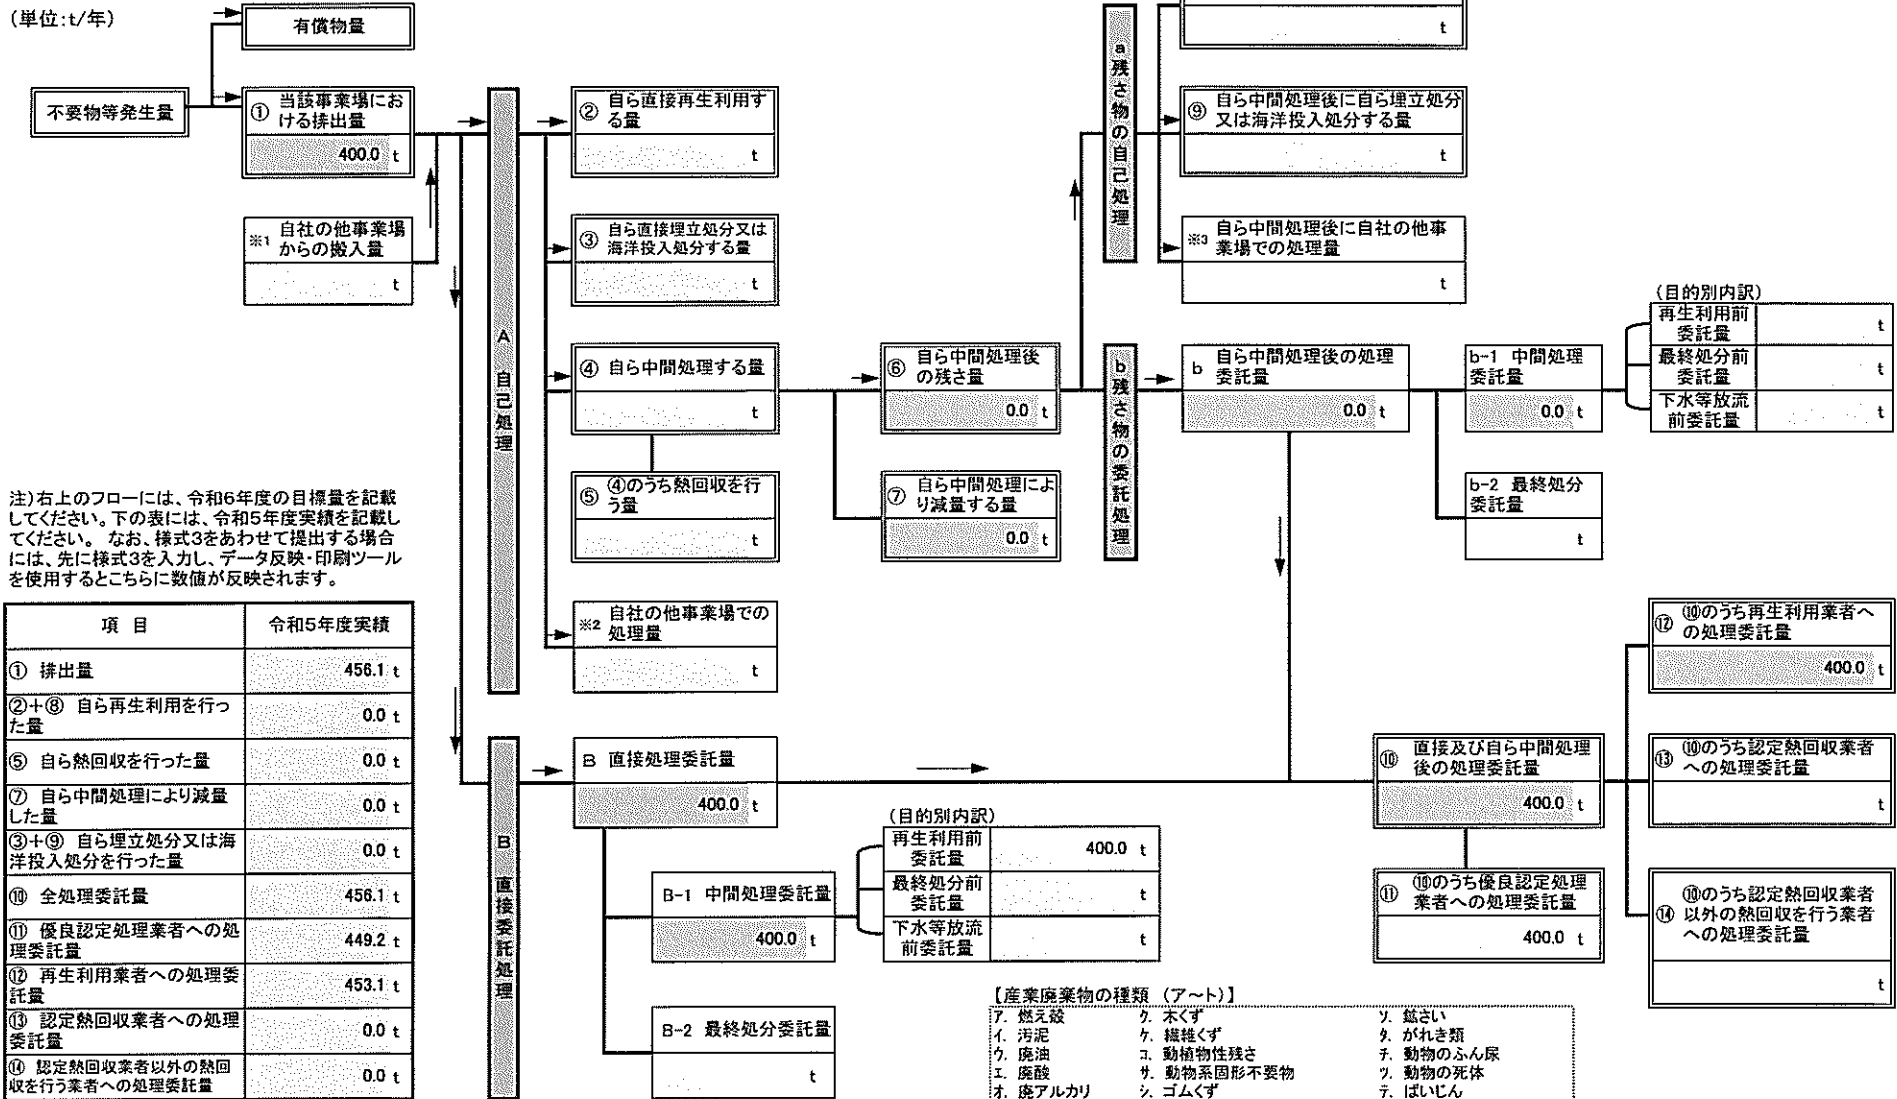 (単位:t/年)
有償物量
不要物等発生量
① 当該事業場にお
ける排出量
400.0 t
※1 自社の他事業場
からの搬入量
t
A 自己処理
② 自ら直接再生利用す
る量
t
③ 自ら直接埋立処分又は
海洋投入処分する量
t
④ 自ら中間処理する量
t
⑤ ④のうち熱回収を行
う量
t
※2 自社の他事業場での
処理量
t
⑥ 自ら中間処理後
の残さ量
0.0 t
⑦ 自ら中間処理によ
り減量する量
0.0 t
a 残さ物の自己処理
t
⑨ 自ら中間処理後に自ら埋立処分
又は海洋投入処分する量
t
※3 自ら中間処理後に自社の他事
業場での処理量
t
b 残さ物の委託処理
b 自ら中間処理後の処理
委託量
0.0 t
b-1 中間処理
委託量
0.0 t
(目的別内訳)
再生利用前
委託量
t
最終処分前
委託量
t
下水等放流
前委託量
t
b-2 最終処分
委託量
t
注)右上のフローには、令和6年度の目標量を記載
してください。下の表には、令和5年度実績を記載し
てください。 なお、様式3をあわせて提出する場合
には、先に様式3を入力し、データ反映・印刷ツール
を使用するとこちらに数値が反映されます。
項 目 令和5年度実績
① 排出量 456.1 t
②+⑧ 自ら再生利用を行っ
た量 0.0 t
⑤ 自ら熱回収を行った量 0.0 t
⑦ 自ら中間処理により減量
した量 0.0 t
③+⑨ 自ら埋立処分又は海
洋投入処分を行った量 0.0 t
⑩ 全処理委託量 456.1 t
⑪ 優良認定処理業者への処
理委託量 449.2 t
⑫ 再生利用業者への処理委
託量 453.1 t
⑬ 認定熱回収業者への処理
委託量 0.0 t
⑭ 認定熱回収業者以外の熱回
収を行う業者への処理委託量 0.0 t
B 直接委託処理
B 直接処理委託量
400.0 t
B-1 中間処理委託量
400.0 t
(目的別内訳)
再生利用前
委託量
400.0 t
最終処分前
委託量
t
下水等放流
前委託量
t
B-2 最終処分委託量
t
⑩ 直接及び自ら中間処理
後の処理委託量
400.0 t
⑪ ⑩のうち優良認定処理
業者への処理委託量
400.0 t
⑫ ⑩のうち再生利用業者へ
の処理委託量
400.0 t
⑬ ⑩のうち認定熱回収業者
への処理委託量
t
⑭ ⑩のうち認定熱回収業者
以外の熱回収を行う業者
への処理委託量
t
【産業廃棄物の種類 (ア～ト)】
ア. 燃え殻 ク. 木くず ソ. 鉱さい
イ. 汚泥 ケ. 繊維くず タ. がれき類
ウ. 廃油 コ. 動植物性残さ チ. 動物のふん尿
エ. 廃酸 サ. 動物系固形不要物 ツ. 動物の死体
オ. 廃アルカリ シ. ゴムくず テ. ばいじん